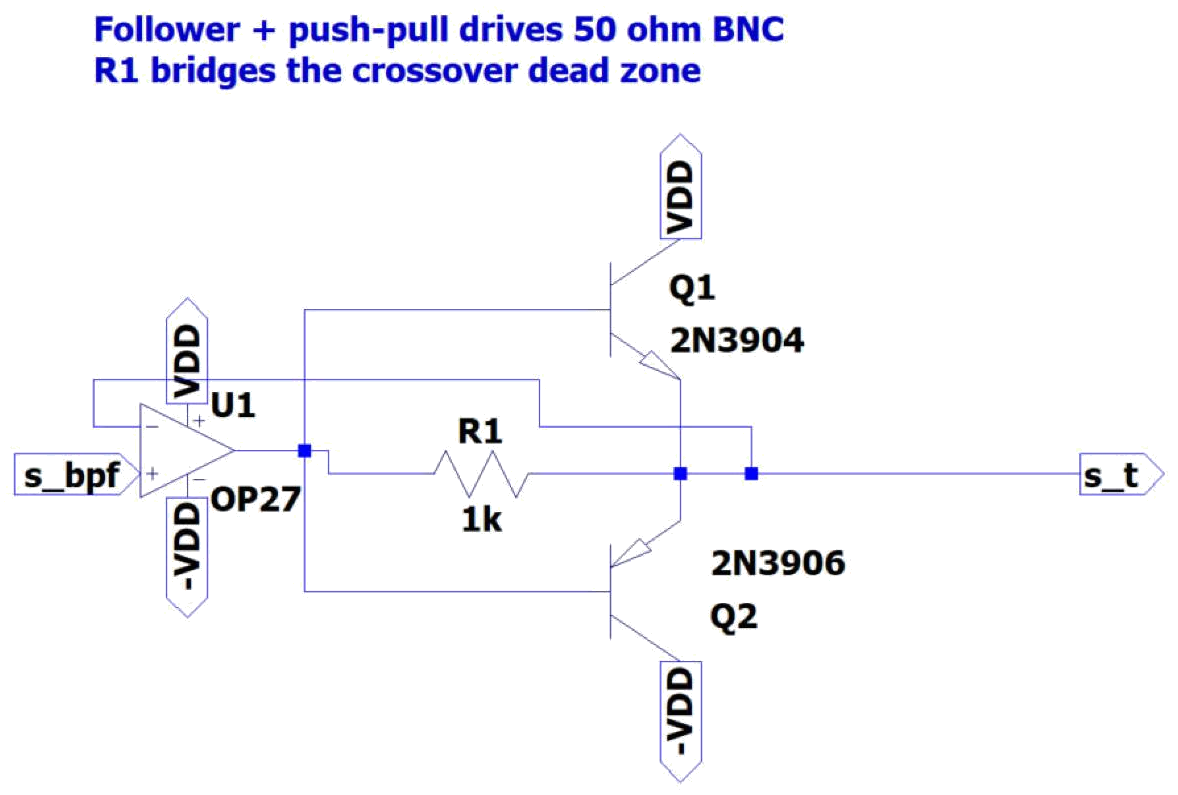 Follower + push-pull drives 50 ohm BNC
R1 bridges the crossover dead zone
VDD
Q1
2N3904
VDD
U1
R1
s_bpf
s_t
OP27
1k
-VDD
2N3906
Q2
-VDD